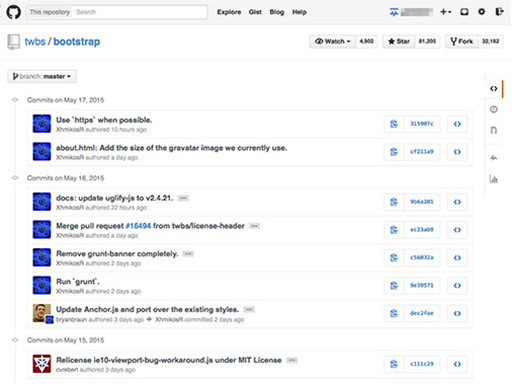 This repository Search Explore Gist Blog Help
twbs / bootstrap Watch 4,902 Star 81,205 Fork 32,182
branch: master
Commits on May 17, 2015
Use `https` when possible.
XhmikosR authored 10 hours ago 315907c
about.html: Add the size of the gravatar image we currently use.
XhmikosR authored a day ago cf211a9
Commits on May 16, 2015
docs: update uglify-js to v2.4.21.
XhmikosR authored 22 hours ago 9b6a201
Merge pull request #16494 from twbs/license-header
XhmikosR authored a day ago ec23ab9
Remove grunt-banner completely.
XhmikosR authored 2 days ago c56032a
Run `grunt`.
XhmikosR authored 2 days ago 9e39571
Update Anchor.js and port over the existing styles.
bryanbraun authored 3 days ago XhmikosR committed 2 days ago dec2fae
Commits on May 15, 2015
Relicense ie10-viewport-bug-workaround.js under MIT License
cvrebert authored 3 days ago c111c29